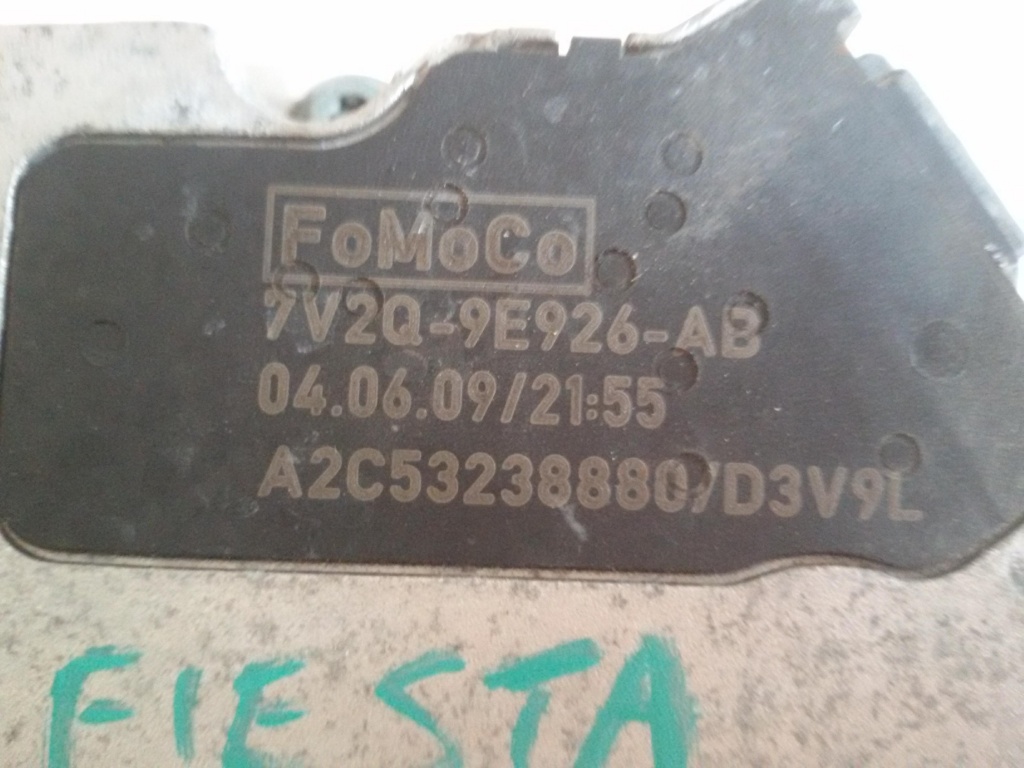 FoMoCo
7V2Q-9E926-AB
04.06.09/21:55
A2C53238880/D3V9L
FIESTA